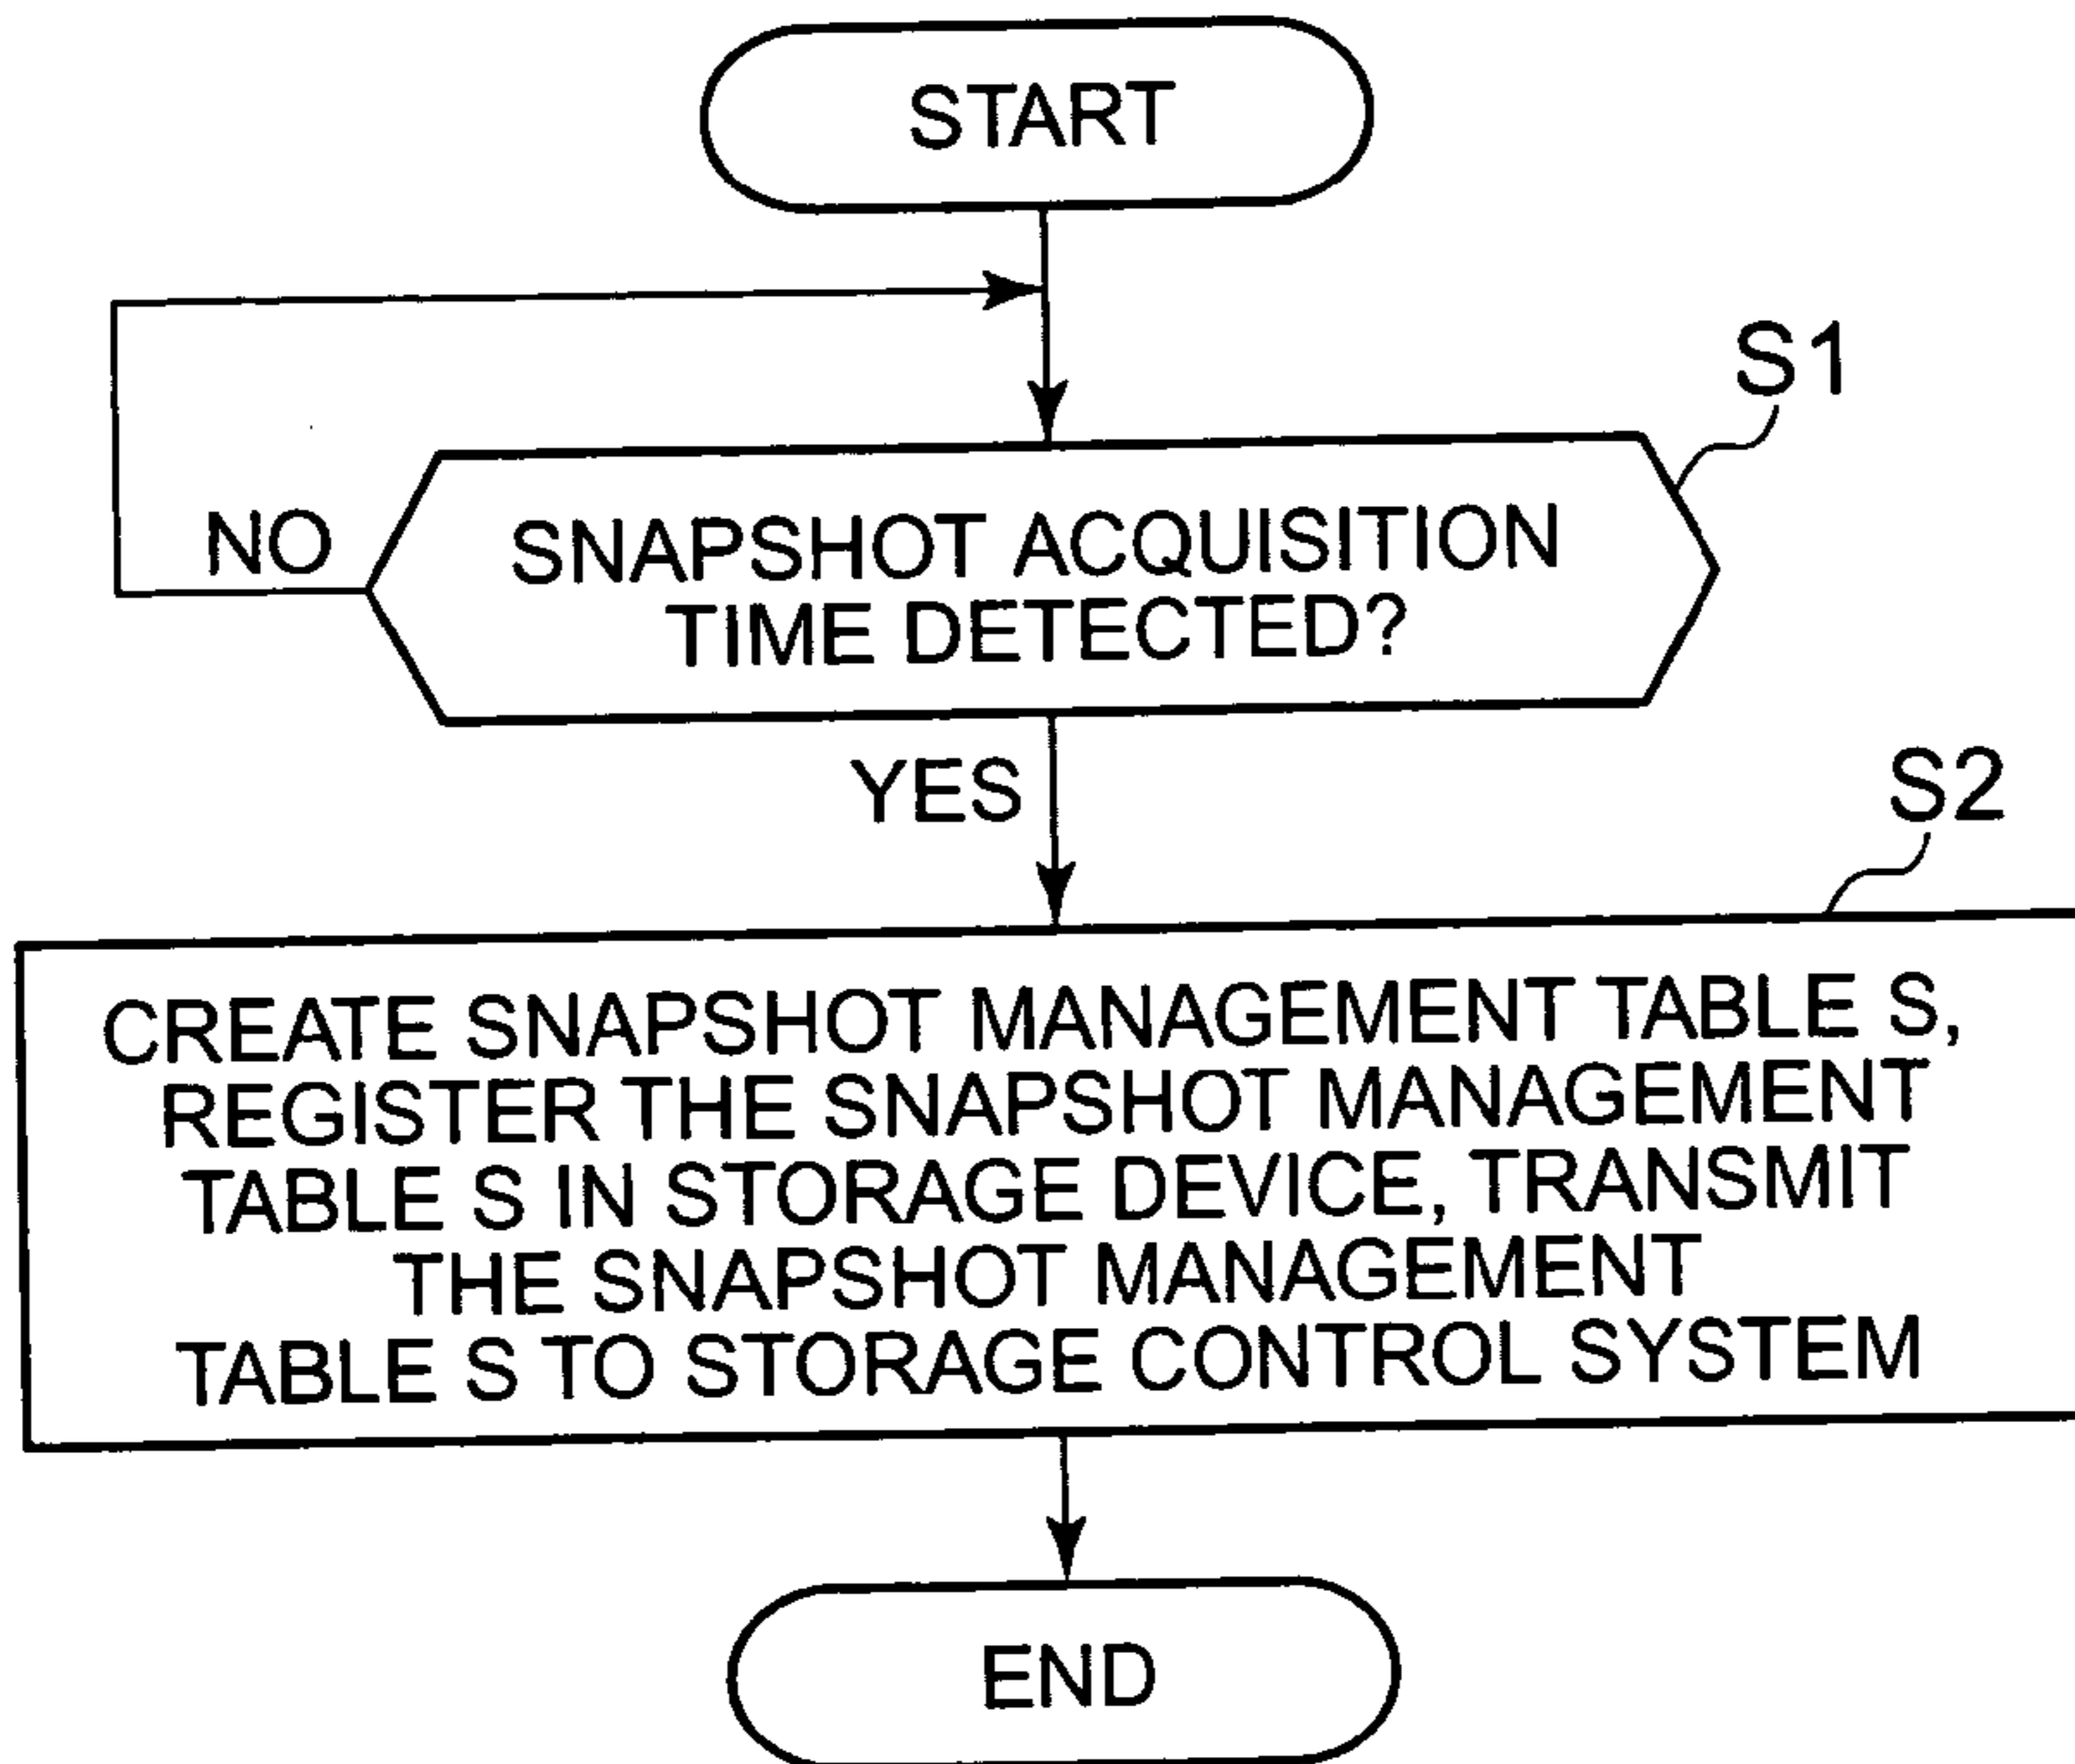 START
S1
NO
SNAPSHOT ACQUISITION
TIME DETECTED?
YES
S2
CREATE SNAPSHOT MANAGEMENT TABLE S,
REGISTER THE SNAPSHOT MANAGEMENT
TABLE S IN STORAGE DEVICE, TRANSMIT
THE SNAPSHOT MANAGEMENT
TABLE S TO STORAGE CONTROL SYSTEM
END